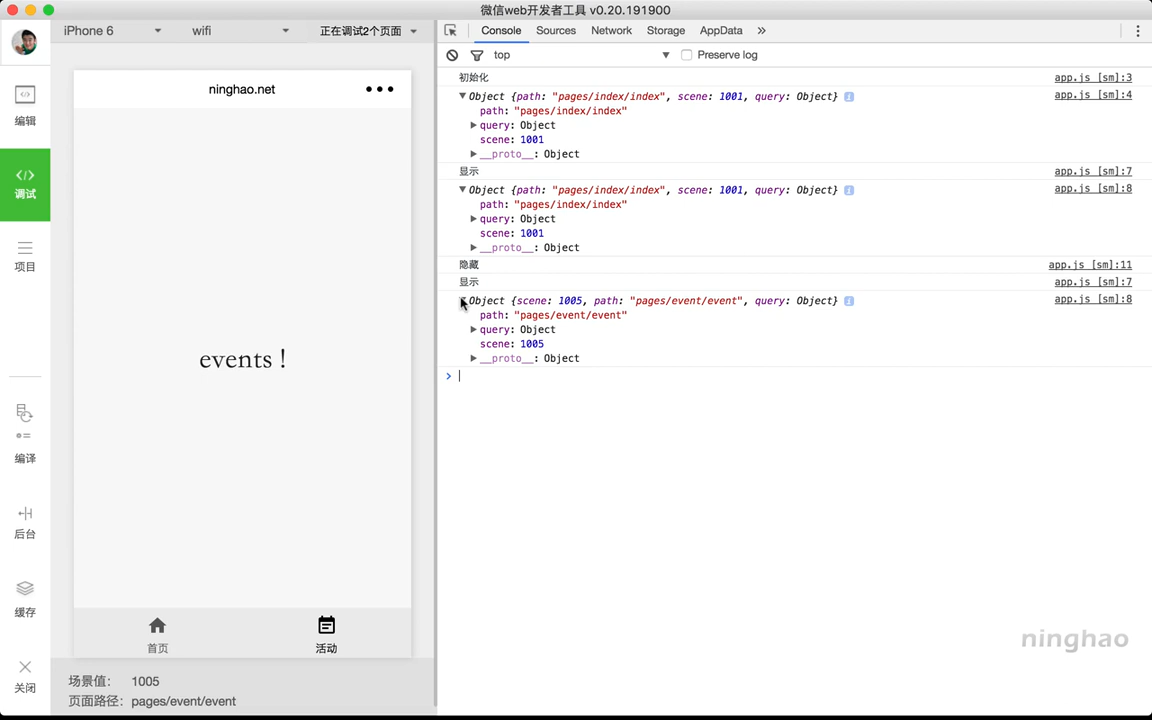 微信web开发者工具 v0.20.191900
iPhone 6
wifi
正在调试2个页面
编辑
调试
项目
编译
后台
缓存
关闭
ninghao.net
events !
首页
活动
场景值： 1005
页面路径： pages/event/event
Console Sources Network Storage AppData »
top
Preserve log
初始化 app.js [sm]:3
Object {path: "pages/index/index", scene: 1001, query: Object} app.js [sm]:4
path: "pages/index/index"
query: Object
scene: 1001
__proto__: Object
显示 app.js [sm]:7
Object {path: "pages/index/index", scene: 1001, query: Object} app.js [sm]:8
path: "pages/index/index"
query: Object
scene: 1001
__proto__: Object
隐藏 app.js [sm]:11
显示 app.js [sm]:7
Object {scene: 1005, path: "pages/event/event", query: Object} app.js [sm]:8
path: "pages/event/event"
query: Object
scene: 1005
__proto__: Object
ninghao